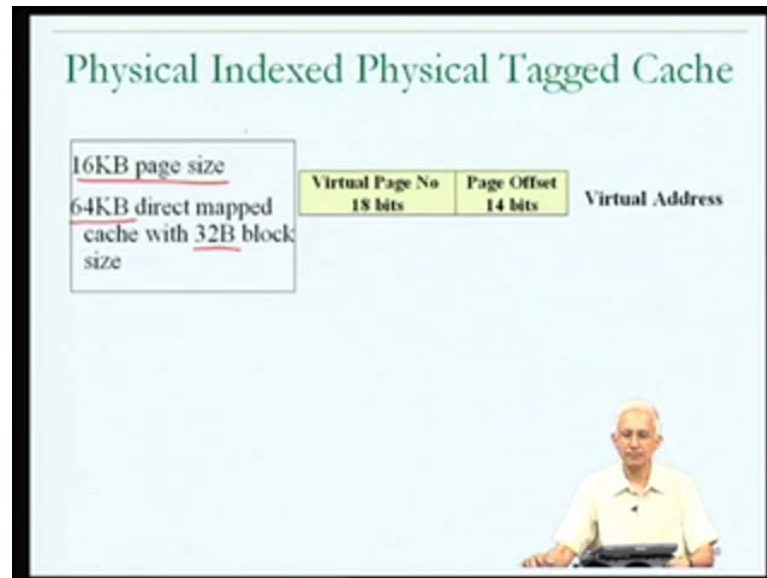 Physical Indexed Physical Tagged Cache
16KB page size
64KB direct mapped
cache with 32B block
size
Virtual Page No
18 bits
Page Offset
14 bits
Virtual Address